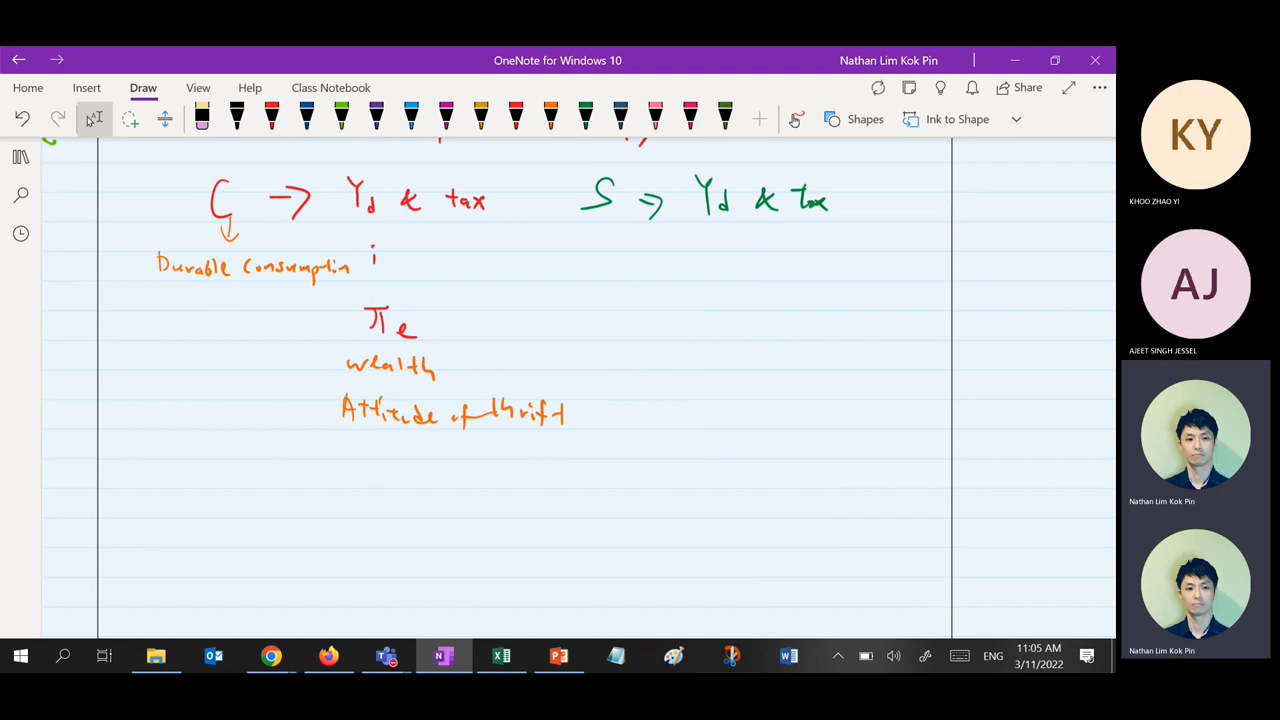 OneNote for Windows 10
Nathan Lim Kok Pin
Home Insert Draw View Help Class Notebook
Share
Shapes
Ink to Shape
C → Yd & tax
S → Yd & tax
Durable Consumption
i
πe
wealth
Attitude of thrift
KY
KHOO ZHAO YI
AJ
AJEET SINGH JESSEL
Nathan Lim Kok Pin
Nathan Lim Kok Pin
ENG
11:05 AM
3/11/2022